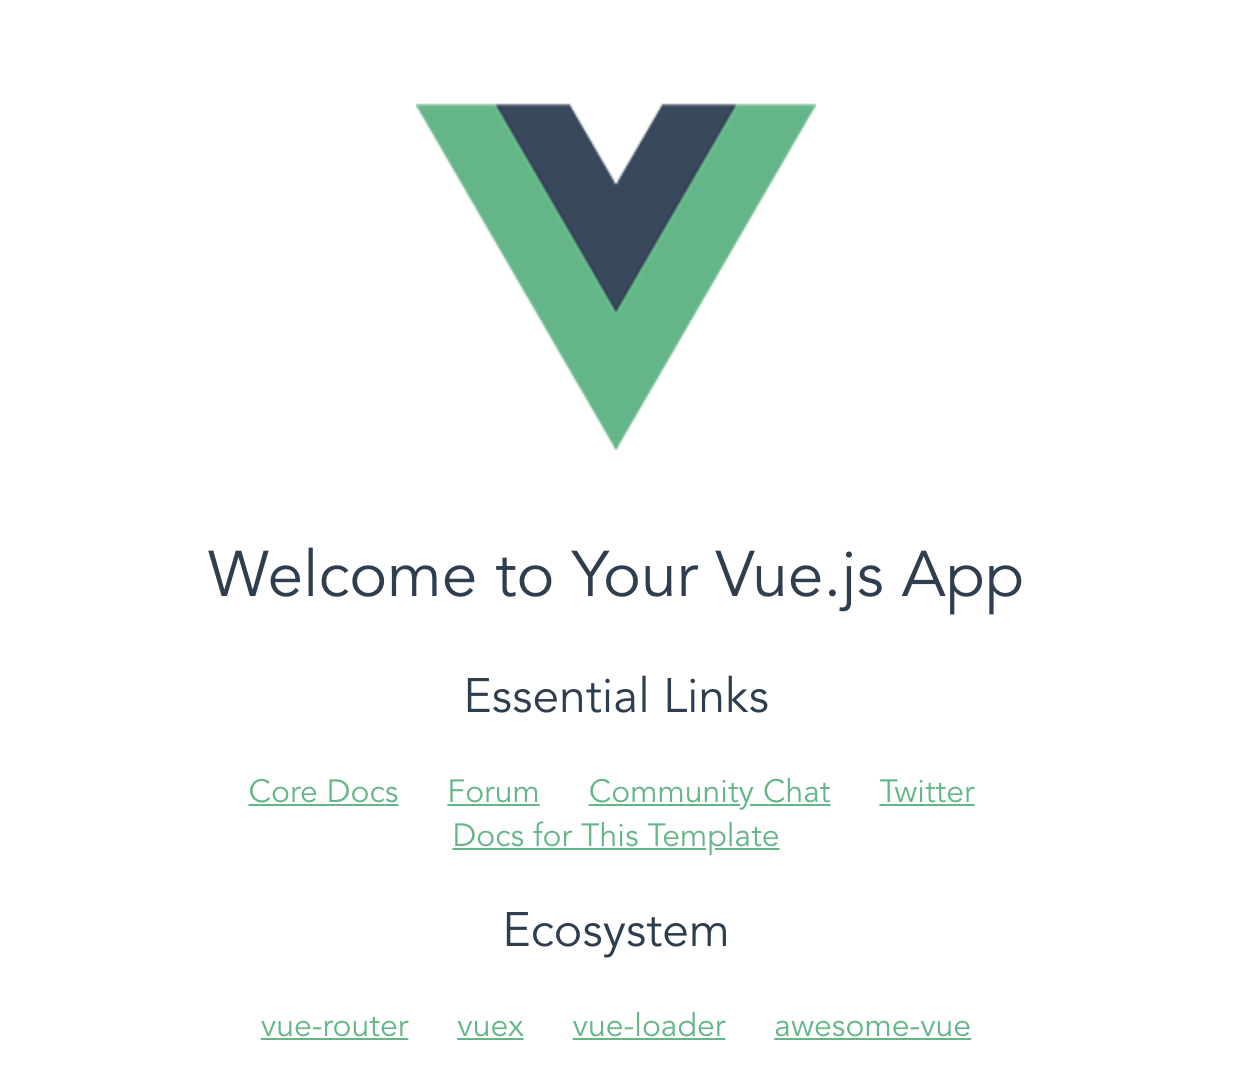 Welcome to Your Vue.js App
Essential Links
Core Docs Forum Community Chat Twitter
Docs for This Template
Ecosystem
vue-router vuex vue-loader awesome-vue